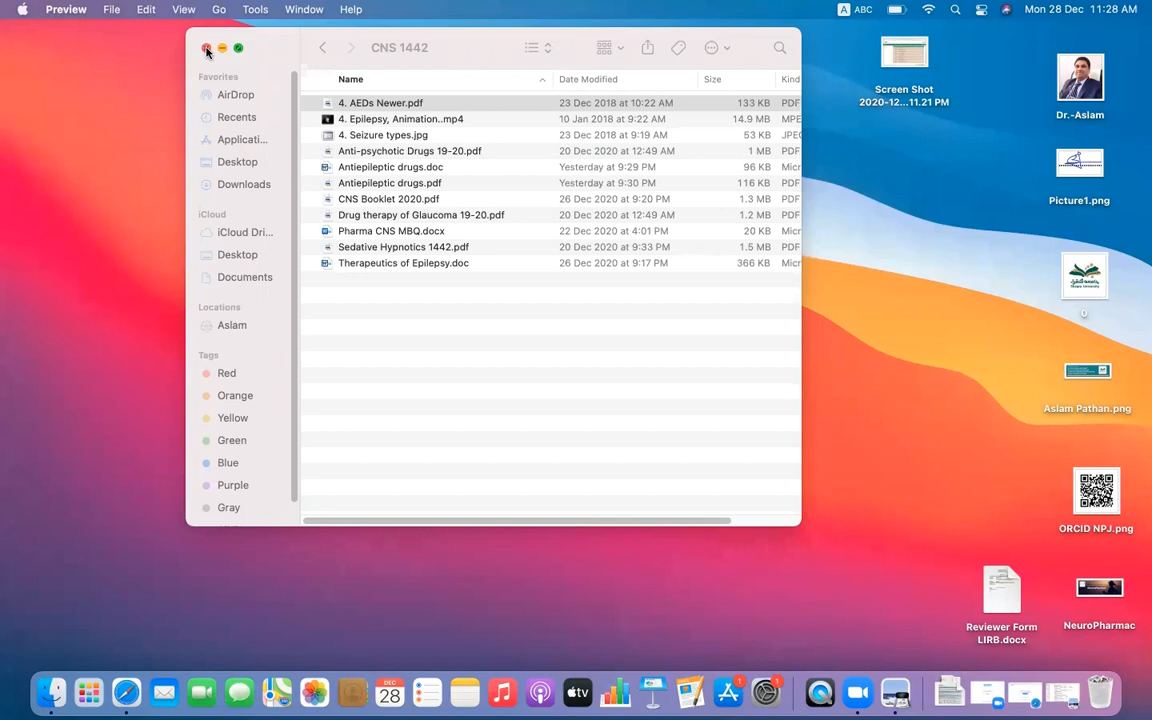 Preview File Edit View Go Tools Window Help A ABC Mon 28 Dec 11:28 AM
CNS 1442
Favorites
AirDrop
Recents
Applicati...
Desktop
Downloads
iCloud
iCloud Dri...
Desktop
Documents
Locations
Aslam
Tags
Red
Orange
Yellow
Green
Blue
Purple
Gray
Name Date Modified Size Kind
4. AEDs Newer.pdf 23 Dec 2018 at 10:22 AM 133 KB PDF
4. Epilepsy, Animation..mp4 10 Jan 2018 at 9:22 AM 14.9 MB MPE
4. Seizure types.jpg 23 Dec 2018 at 9:19 AM 53 KB JPEC
Anti-psychotic Drugs 19-20.pdf 20 Dec 2020 at 12:49 AM 1 MB PDF
Antiepileptic drugs.doc Yesterday at 9:29 PM 96 KB Micr
Antiepileptic drugs.pdf Yesterday at 9:30 PM 116 KB PDF
CNS Booklet 2020.pdf 26 Dec 2020 at 9:20 PM 1.3 MB PDF
Drug therapy of Glaucoma 19-20.pdf 20 Dec 2020 at 12:49 AM 1.2 MB PDF
Pharma CNS MBQ.docx 22 Dec 2020 at 4:01 PM 20 KB Micr
Sedative Hypnotics 1442.pdf 20 Dec 2020 at 9:33 PM 1.5 MB PDF
Therapeutics of Epilepsy.doc 26 Dec 2020 at 9:17 PM 366 KB Micr
Screen Shot
2020-12...11.21 PM
Dr.-Aslam
Picture1.png
0
Aslam Pathan.png
ORCID NPJ.png
Reviewer Form
LIRB.docx
NeuroPharmac
DEC
28
tv
1
1